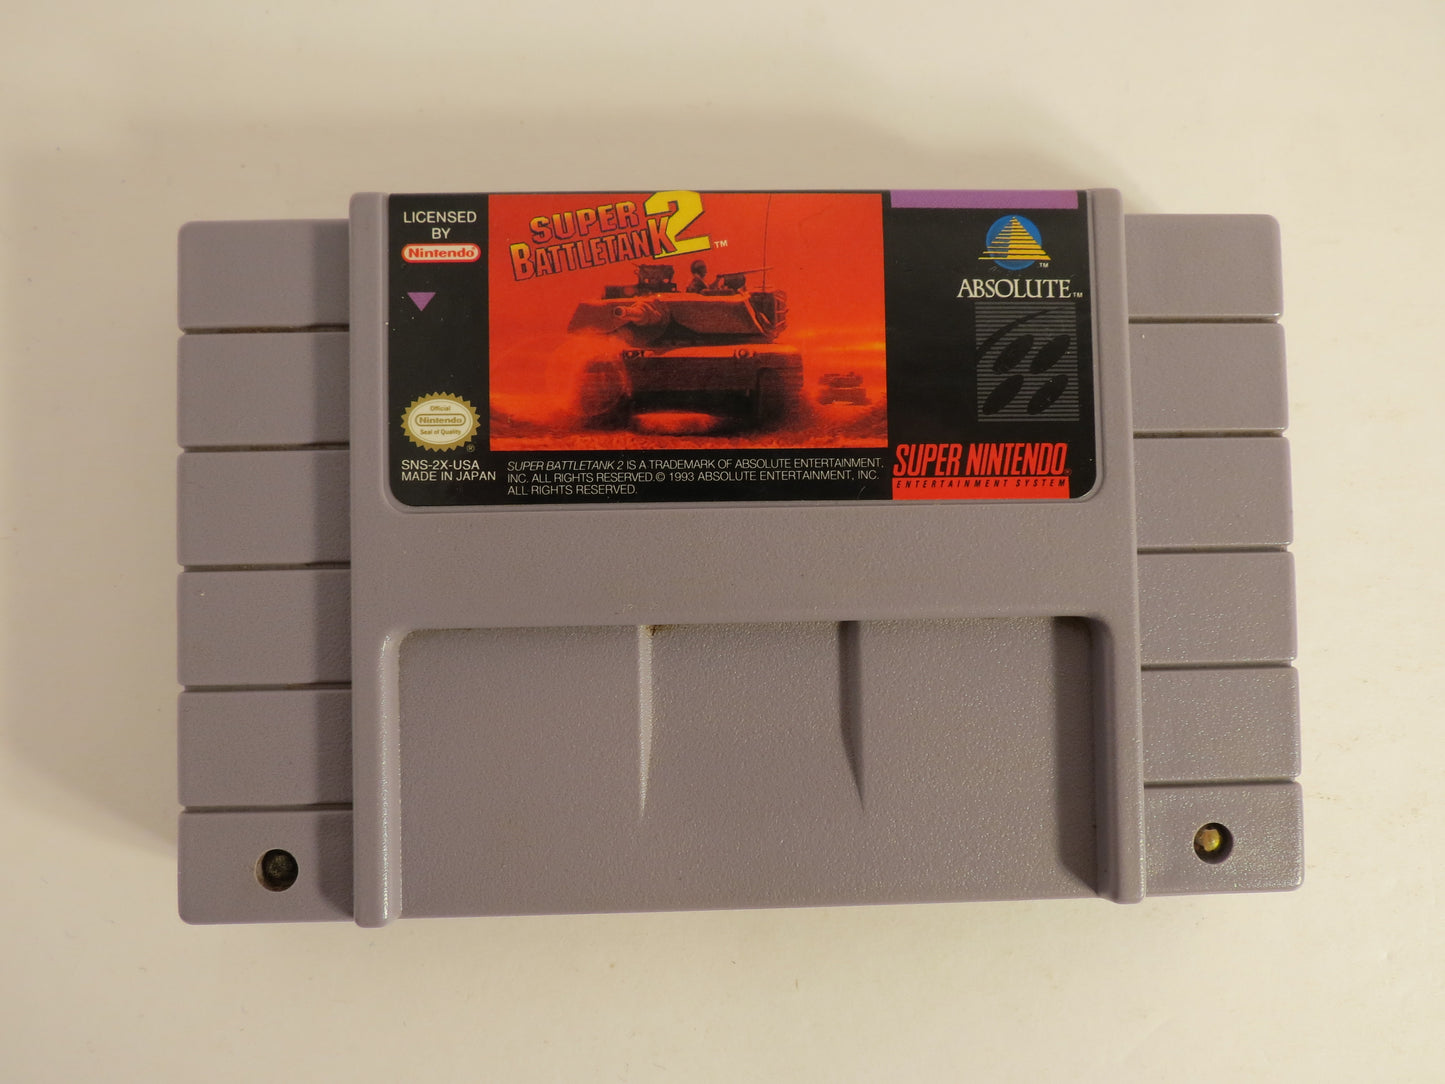 LICENSED
BY
Nintendo
Official
Nintendo
Seal of Quality
®
SNS-2X-USA
MADE IN JAPAN
SUPER
BATTLETANK 2 ™
SUPER BATTLETANK 2 IS A TRADEMARK OF ABSOLUTE ENTERTAINMENT,
INC. ALL RIGHTS RESERVED.© 1993 ABSOLUTE ENTERTAINMENT, INC.
ALL RIGHTS RESERVED.
™
ABSOLUTE™
SUPER NINTENDO®
ENTERTAINMENT SYSTEM